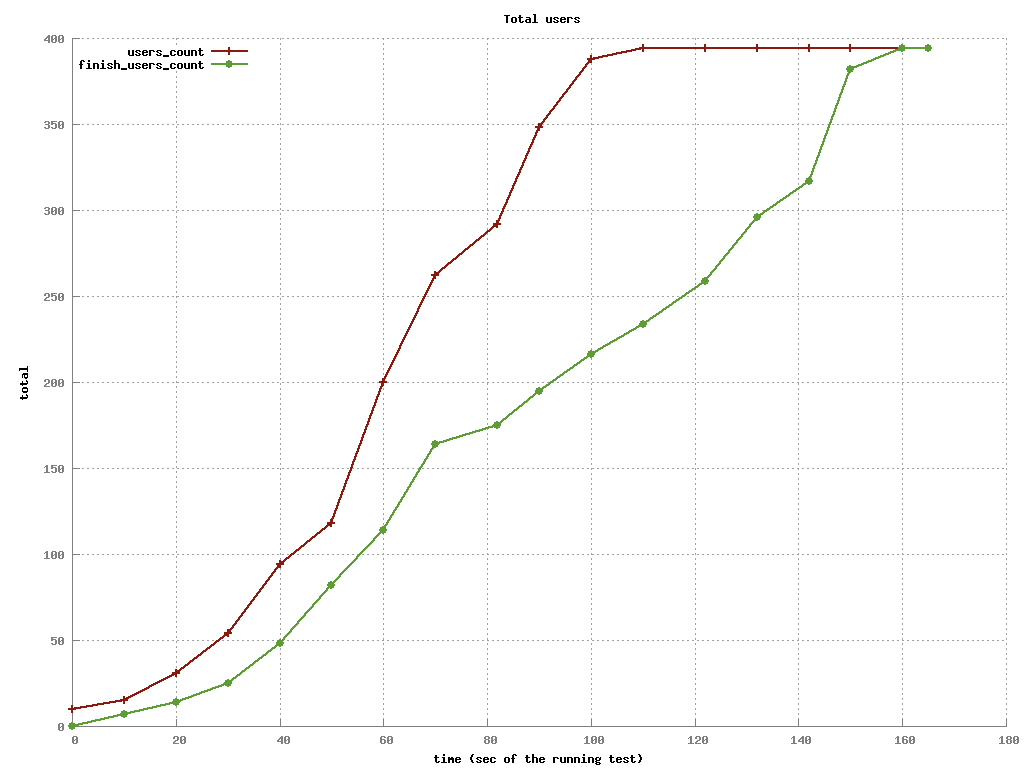 Total users
users_count
finish_users_count
400
350
300
250
200
150
100
50
0
total
0 20 40 60 80 100 120 140 160 180
time (sec of the running test)